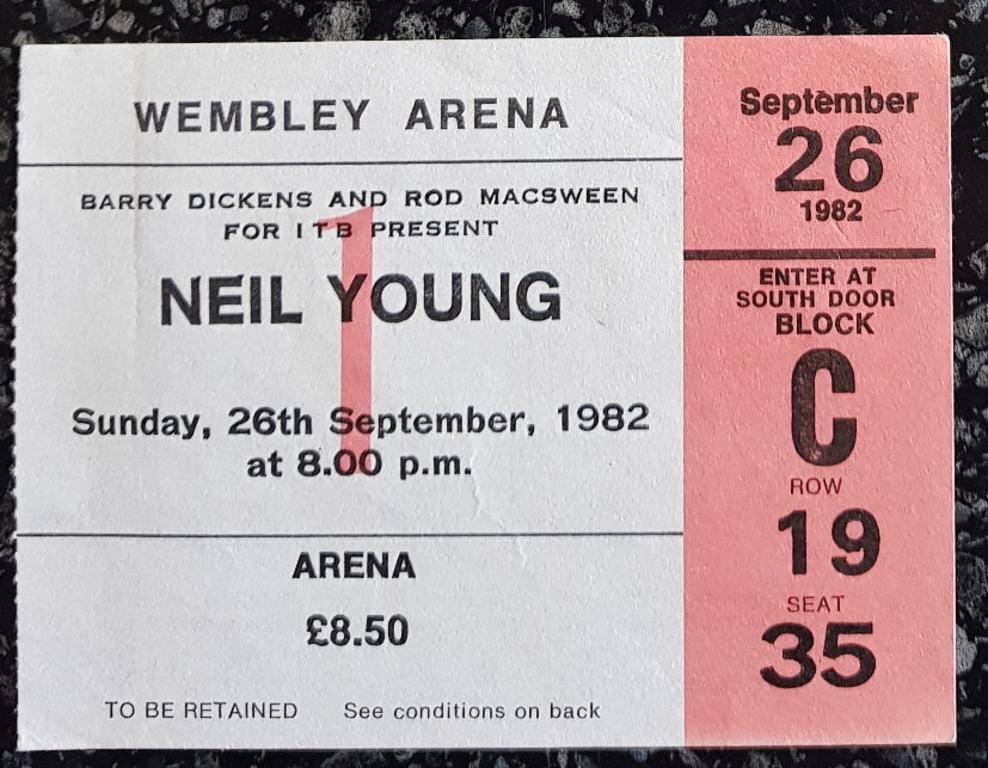 WEMBLEY ARENA
BARRY DICKENS AND ROD MACSWEEN
FOR ITB PRESENT
1
NEIL YOUNG
Sunday, 26th September, 1982
at 8.00 p.m.
ARENA
£8.50
TO BE RETAINED See conditions on back
September
26
1982
ENTER AT
SOUTH DOOR
BLOCK
C
ROW
19
SEAT
35